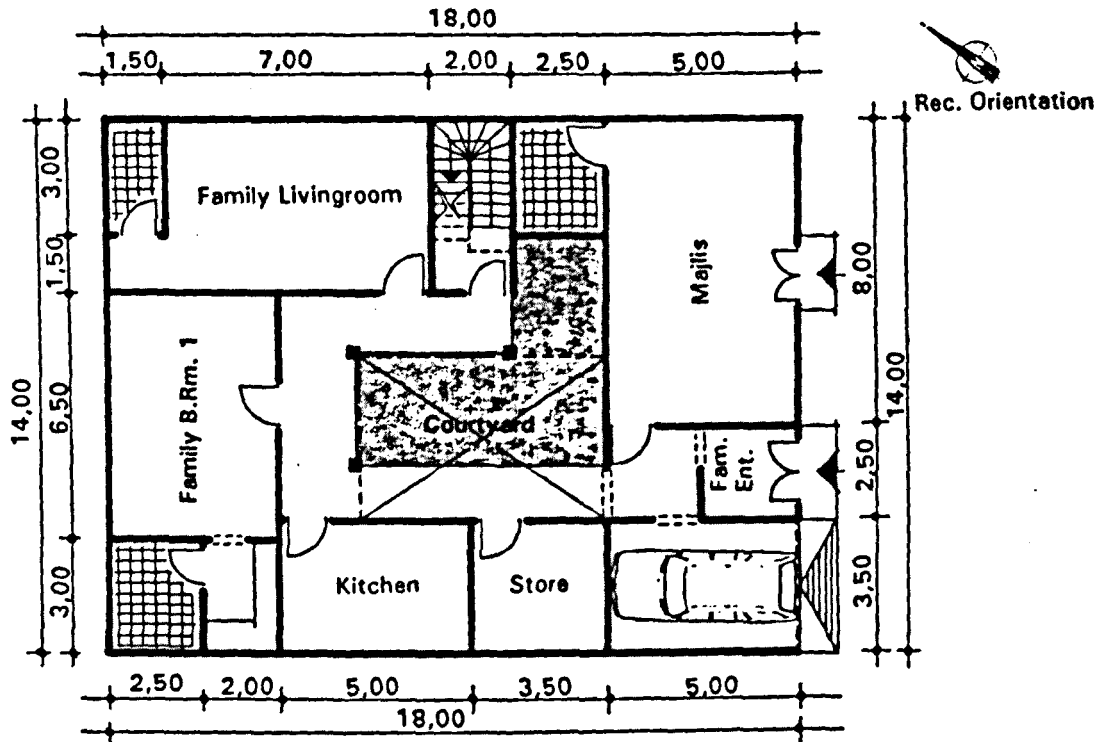 18,00
1,50 7,00 2,00 2,50 5,00
Rec. Orientation
3,00
Family Livingroom
1,50
Majlis
8,00
14,00
6,50
Family B.Rm. 1
Courtyard
14,00
Fam.
Ent.
2,50
3,00
Kitchen
Store
3,50
2,50 2,00 5,00 3,50 5,00
18,00